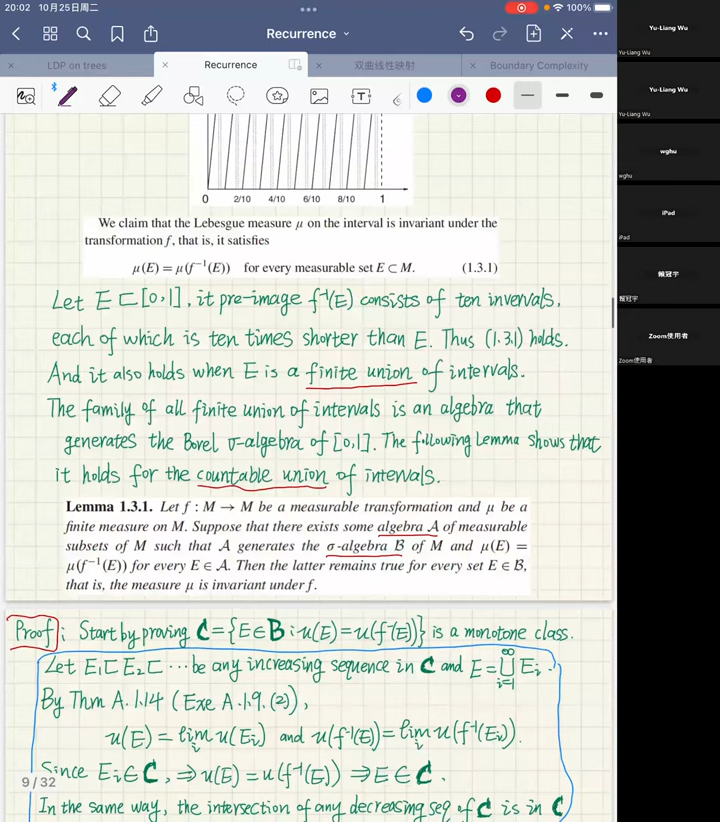 20:02 10月25日周二
100%
Recurrence
LDP on trees
Recurrence
双曲线性映射
Boundary Complexity
0 2/10 4/10 6/10 8/10 1
We claim that the Lebesgue measure μ on the interval is invariant under the
transformation f, that is, it satisfies
μ(E) = μ(f⁻¹(E)) for every measurable set E ⊂ M. (1.3.1)
Let E ⊏ [0,1], it pre-image f⁻¹(E) consists of ten invervals,
each of which is ten times shorter than E. Thus (1.3.1) holds.
And it also holds when E is a finite union of intervals.
The family of all finite union of intervals is an algebra that
generates the Borel σ-algebra of [0,1]. The following Lemma shows that
it holds for the countable union of intervals.
Lemma 1.3.1. Let f : M → M be a measurable transformation and μ be a
finite measure on M. Suppose that there exists some algebra A of measurable
subsets of M such that A generates the σ-algebra B of M and μ(E) =
μ(f⁻¹(E)) for every E ∈ A. Then the latter remains true for every set E ∈ B,
that is, the measure μ is invariant under f.
Proof: Start by proving C = {E∈B : u(E) = u(f⁻¹(E))} is a monotone class.
Let E₁⊏E₂⊏ ⋯ be any increasing sequence in C and E = ⋃_{i=1}^∞ Eᵢ.
By Thm A.1.14 (Exe A.1.9.(2)),
u(E) = lim_i u(Eᵢ) and u(f⁻¹(E)) = lim_i u(f⁻¹(Eᵢ)).
Since Eᵢ∈C, ⇒ u(E) = u(f⁻¹(E)) ⇒ E∈C.
9 / 32
In the same way, the intersection of any decreasing seq of C is in C
Yu-Liang Wu
Yu-Liang Wu
Yu-Liang Wu
Yu-Liang Wu
wghu
wghu
iPad
iPad
賴冠宇
賴冠宇
Zoom使用者
Zoom使用者